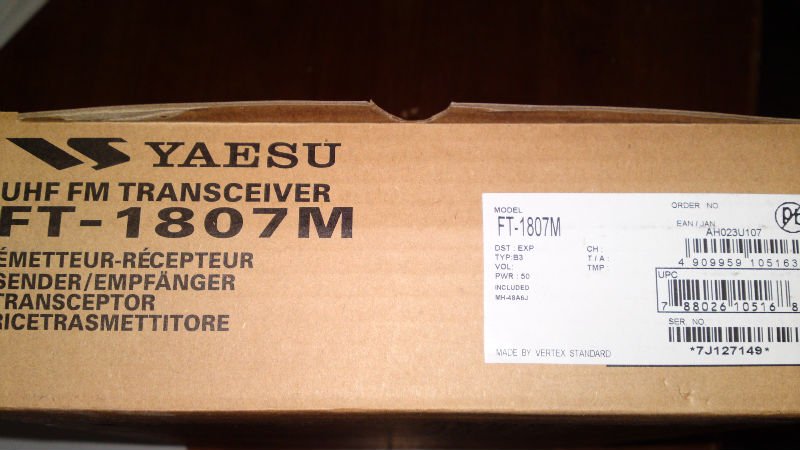 YAESU
UHF FM TRANSCEIVER
FT-1807M
ÉMETTEUR-RÉCEPTEUR
SENDER/EMPFÄNGER
TRANSCEPTOR
RICETRASMETTITORE
MODEL
FT-1807M
DST : EXP
TYP: B3
VOL:
PWR : 50
INCLUDED
MH-48A6J
MADE BY VERTEX STANDARD
CH :
T / A :
TMP :
ORDER NO
EAN / JAN
AH023U107
4 909959 105163
UPC
7 88026 10516 8
SER. NO.
*7J127149*